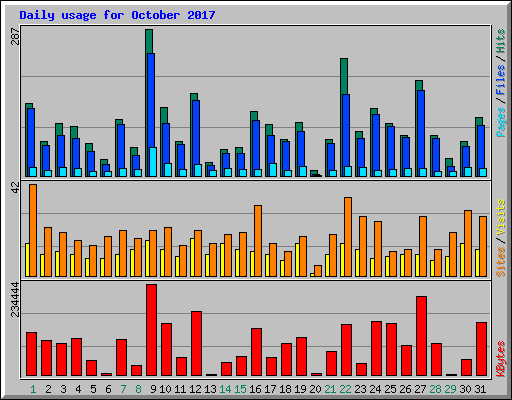 Daily usage for October 2017
287
Pages / Files / Hits
42
Sites / Visits
234444
KBytes
1 2 3 4 5 6 7 8 9 10 11 12 13 14 15 16 17 18 19 20 21 22 23 24 25 26 27 28 29 30 31